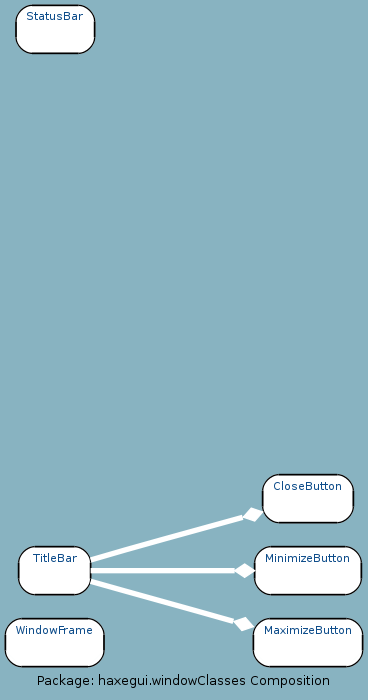 StatusBar
CloseButton
TitleBar
MinimizeButton
WindowFrame
MaximizeButton
Package: haxegui.windowClasses Composition